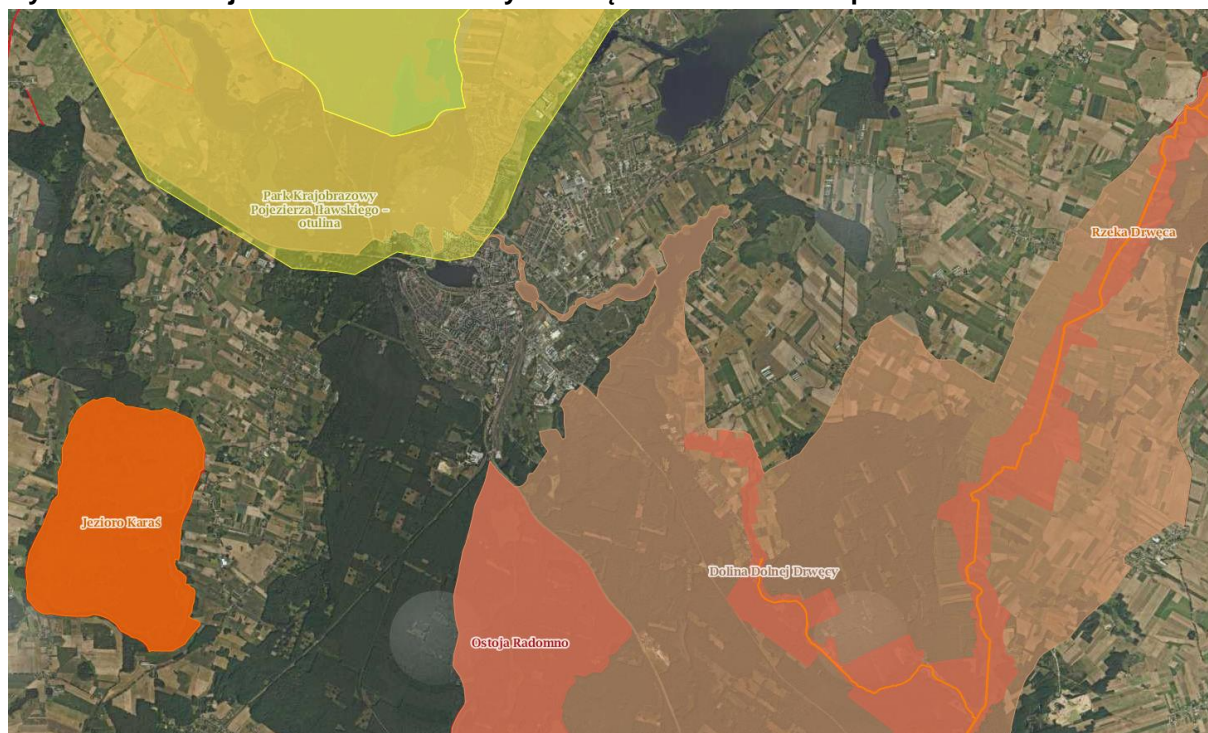 Park Krajobrazowy
Pojezierza Iławskiego -
otulina
Rzeka Drwęca
Jezioro Karaś
Dolina Dolnej Drwęcy
Ostoja Radomno